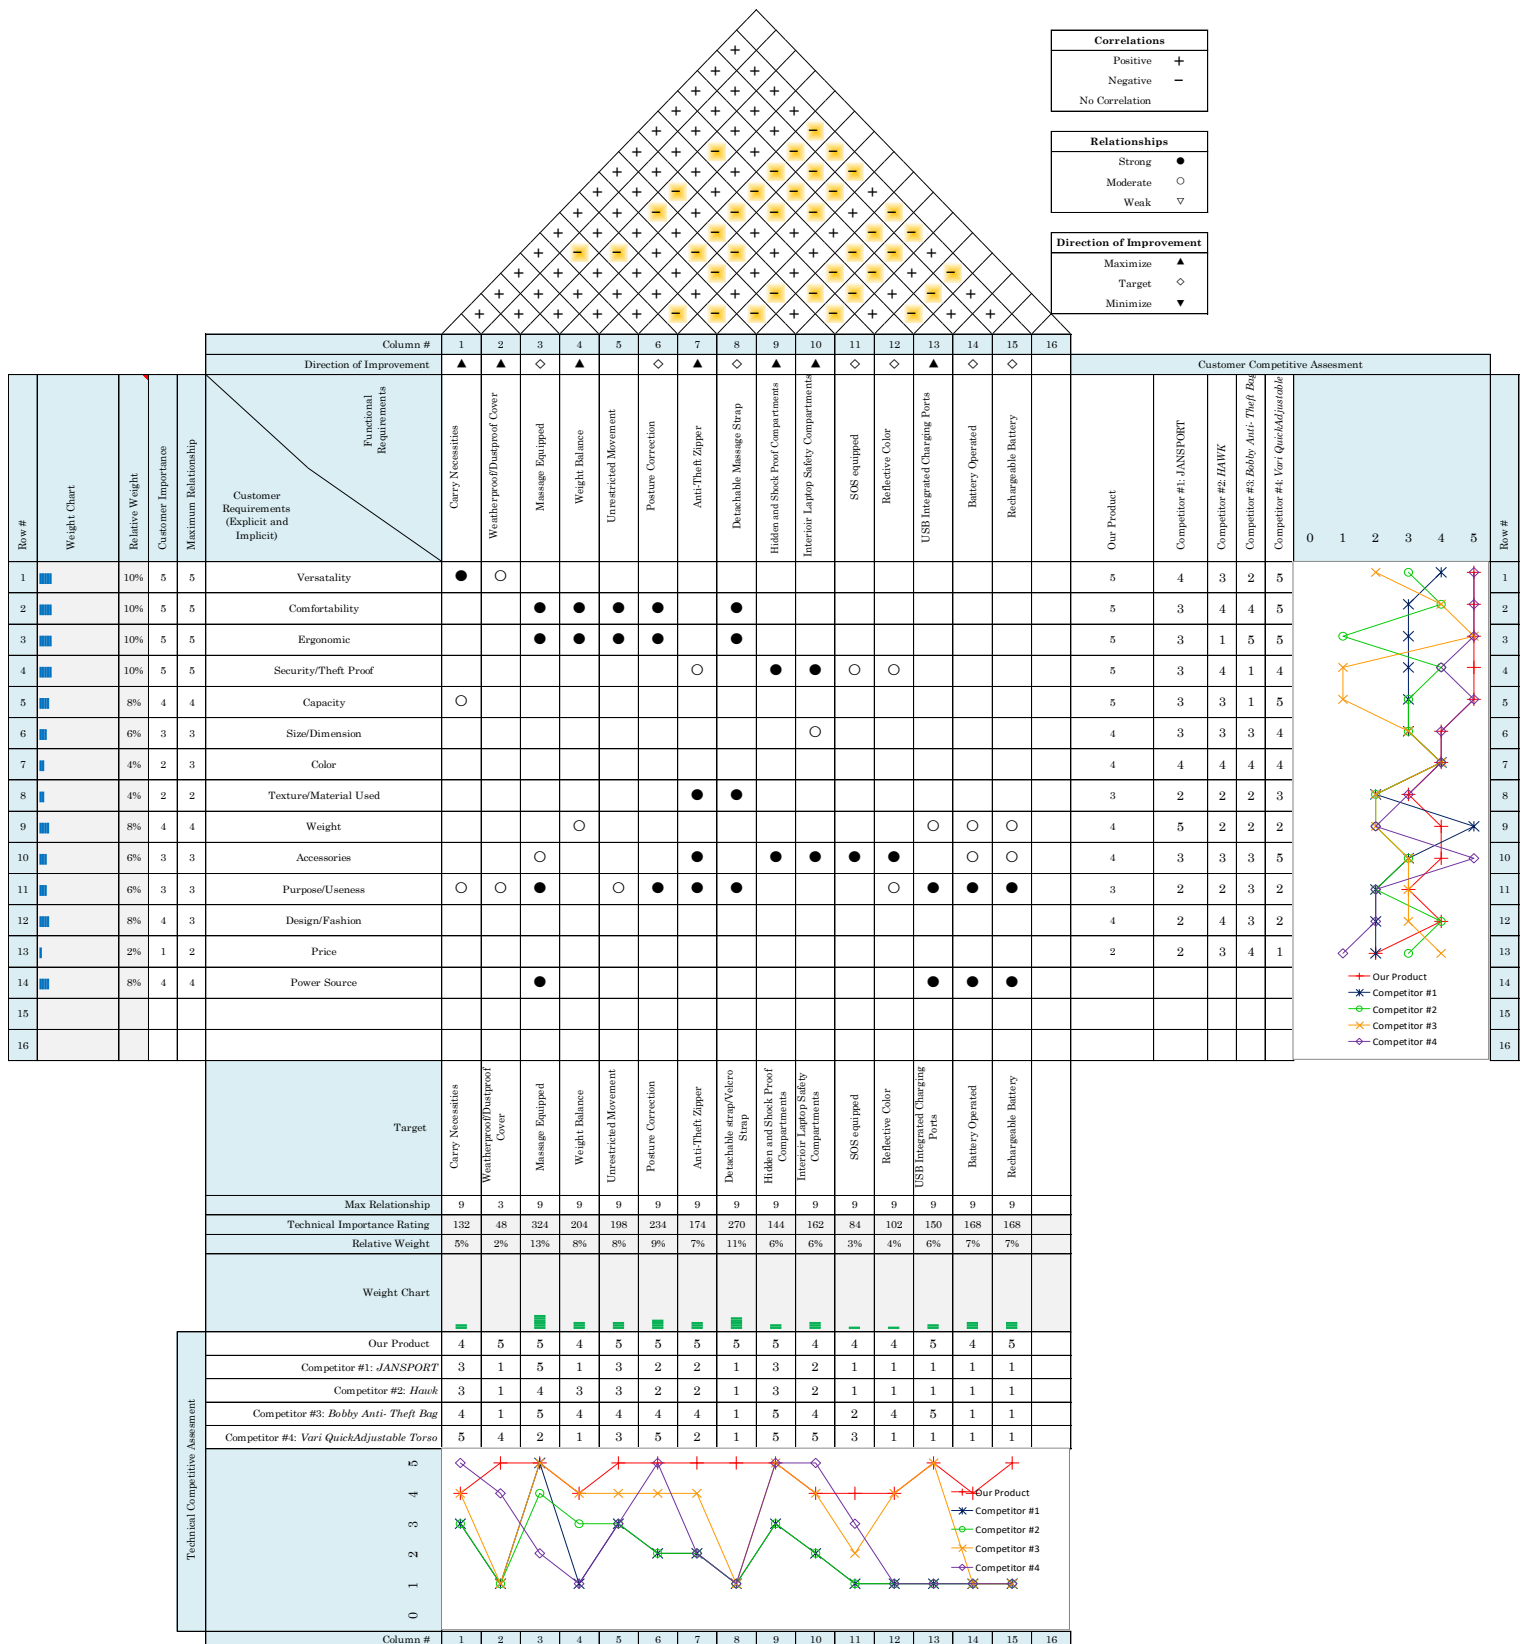 Correlations
Positive +
Negative −
No Correlation
Relationships
Strong ●
Moderate ○
Weak ▽
Direction of Improvement
Maximize ▲
Target ◇
Minimize ▼
Column # 1 2 3 4 5 6 7 8 9 10 11 12 13 14 15 16
Direction of Improvement ▲ ▲ ◇ ▲ ◇ ▲ ◇ ▲ ▲ ◇ ◇ ▲ ◇ ◇
Customer Competitive Assesment
Row #
Weight Chart
Relative Weight
Customer Importance
Maximum Relationship
Functional
Requirements
Customer
Requirements
(Explicit and
Implicit)
Carry Necessities
Weatherproof/Dustproof Cover
Massage Equipped
Weight Balance
Unrestricted Movement
Posture Correction
Anti-Theft Zipper
Detachable Massage Strap
Hidden and Shock Proof Compartments
Interioir Laptop Safety Compartments
SOS equipped
Reflective Color
USB Integrated Charging Ports
Battery Operated
Rechargeable Battery
Our Product
Competitor #1: JANSPORT
Competitor #2: HAWK
Competitor #3: Bobby Anti- Theft Bag
Competitor #4: Vari QuickAdjustable
0 1 2 3 4 5
Row #
1 10% 5 5 Versatality ● ○ 5 4 3 2 5 1
2 10% 5 5 Comfortability ● ● ● ● ● 5 3 4 4 5 2
3 10% 5 5 Ergonomic ● ● ● ● ● 5 3 1 5 5 3
4 10% 5 5 Security/Theft Proof ○ ● ● ○ ○ 5 3 4 1 4 4
5 8% 4 4 Capacity ○ 5 3 3 1 5 5
6 6% 3 3 Size/Dimension ○ 4 3 3 3 4 6
7 4% 2 3 Color 4 4 4 4 4 7
8 4% 2 2 Texture/Material Used ● ● 3 2 2 2 3 8
9 8% 4 4 Weight ○ ○ ○ ○ 4 5 2 2 2 9
10 6% 3 3 Accessories ○ ● ● ● ● ● ○ ○ 4 3 3 3 5 10
11 6% 3 3 Purpose/Useness ○ ○ ● ○ ● ● ● ○ ● ● ● 3 2 2 3 2 11
12 8% 4 3 Design/Fashion 4 2 4 3 2 12
13 2% 1 2 Price 2 2 3 4 1 13
14 8% 4 4 Power Source ● ● ● ● 14
15 15
16 16
Our Product
Competitor #1
Competitor #2
Competitor #3
Competitor #4
Target
Carry Necessities
Weatherproof/Dustproof
Cover
Massage Equipped
Weight Balance
Unrestricted Movement
Posture Correction
Anti-Theft Zipper
Detachable strap/Velcro
Strap
Hidden and Shock Proof
Compartments
Interioir Laptop Safety
Compartments
SOS equipped
Reflective Color
USB Integrated Charging
Ports
Battery Operated
Rechargeable Battery
Max Relationship 9 3 9 9 9 9 9 9 9 9 9 9 9 9 9
Technical Importance Rating 132 48 324 204 198 234 174 270 144 162 84 102 150 168 168
Relative Weight 5% 2% 13% 8% 8% 9% 7% 11% 6% 6% 3% 4% 6% 7% 7%
Weight Chart
Technical Competitive Assesment
Our Product 4 5 5 4 5 5 5 5 5 4 4 4 5 4 5
Competitor #1: JANSPORT 3 1 5 1 3 2 2 1 3 2 1 1 1 1 1
Competitor #2: Hawk 3 1 4 3 3 2 2 1 3 2 1 1 1 1 1
Competitor #3: Bobby Anti- Theft Bag 4 1 5 4 4 4 4 1 5 4 2 4 5 1 1
Competitor #4: Vari QuickAdjustable Torso 5 4 2 1 3 5 2 1 5 5 3 1 1 1 1
5
4
3
2
1
0
Our Product
Competitor #1
Competitor #2
Competitor #3
Competitor #4
Column # 1 2 3 4 5 6 7 8 9 10 11 12 13 14 15 16